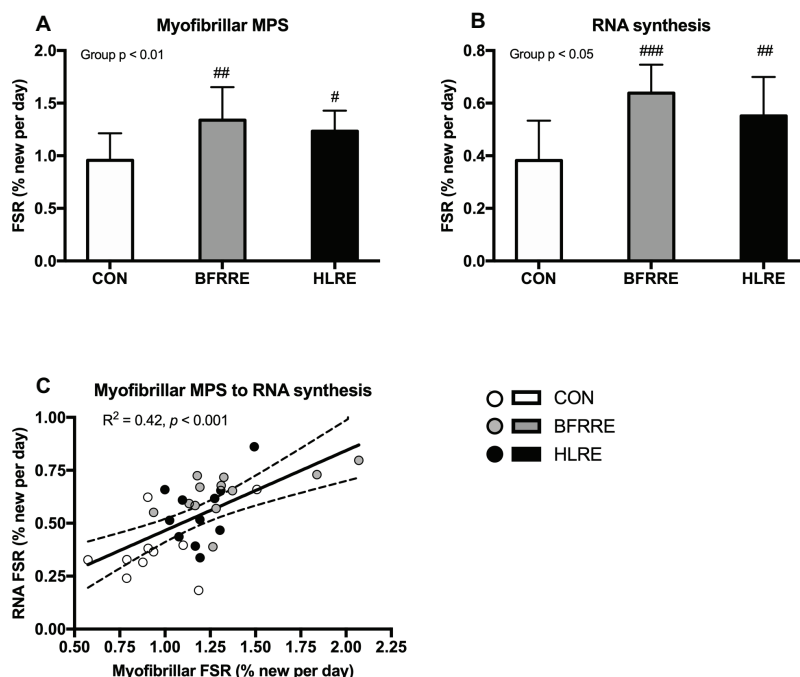 A
Myofibrillar MPS
Group p < 0.01
FSR (% new per day)
2.0
1.5
1.0
0.5
0.0
##
#
CON
BFRRE
HLRE
B
RNA synthesis
Group p < 0.05
FSR (% new per day)
0.8
0.6
0.4
0.2
0.0
###
##
CON
BFRRE
HLRE
C
Myofibrillar MPS to RNA synthesis
R² = 0.42, p < 0.001
RNA FSR (% new per day)
1.00
0.75
0.50
0.25
0.00
0.50 0.75 1.00 1.25 1.50 1.75 2.00 2.25
Myofibrillar FSR (% new per day)
CON
BFRRE
HLRE